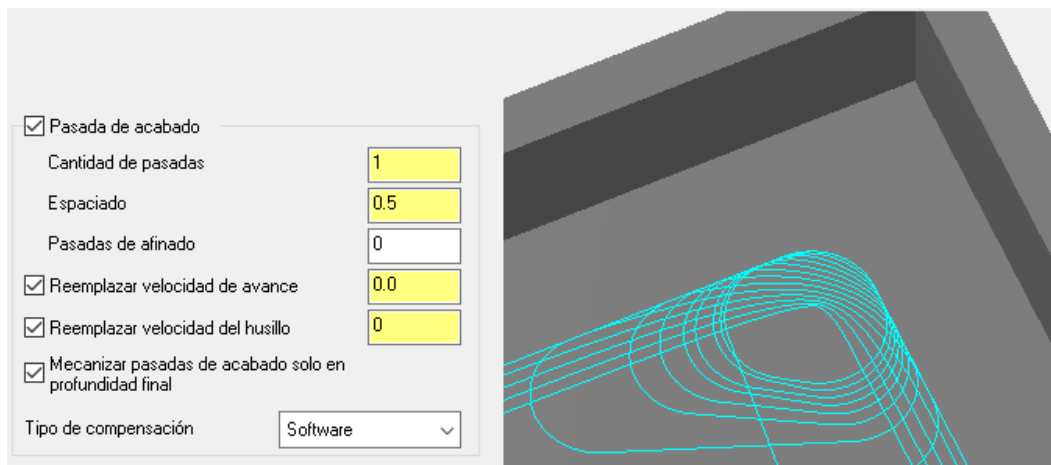 Pasada de acabado
Cantidad de pasadas 1
Espaciado 0.5
Pasadas de afinado 0
Reemplazar velocidad de avance 0.0
Reemplazar velocidad del husillo 0
Mecanizar pasadas de acabado solo en
profundidad final
Tipo de compensación Software